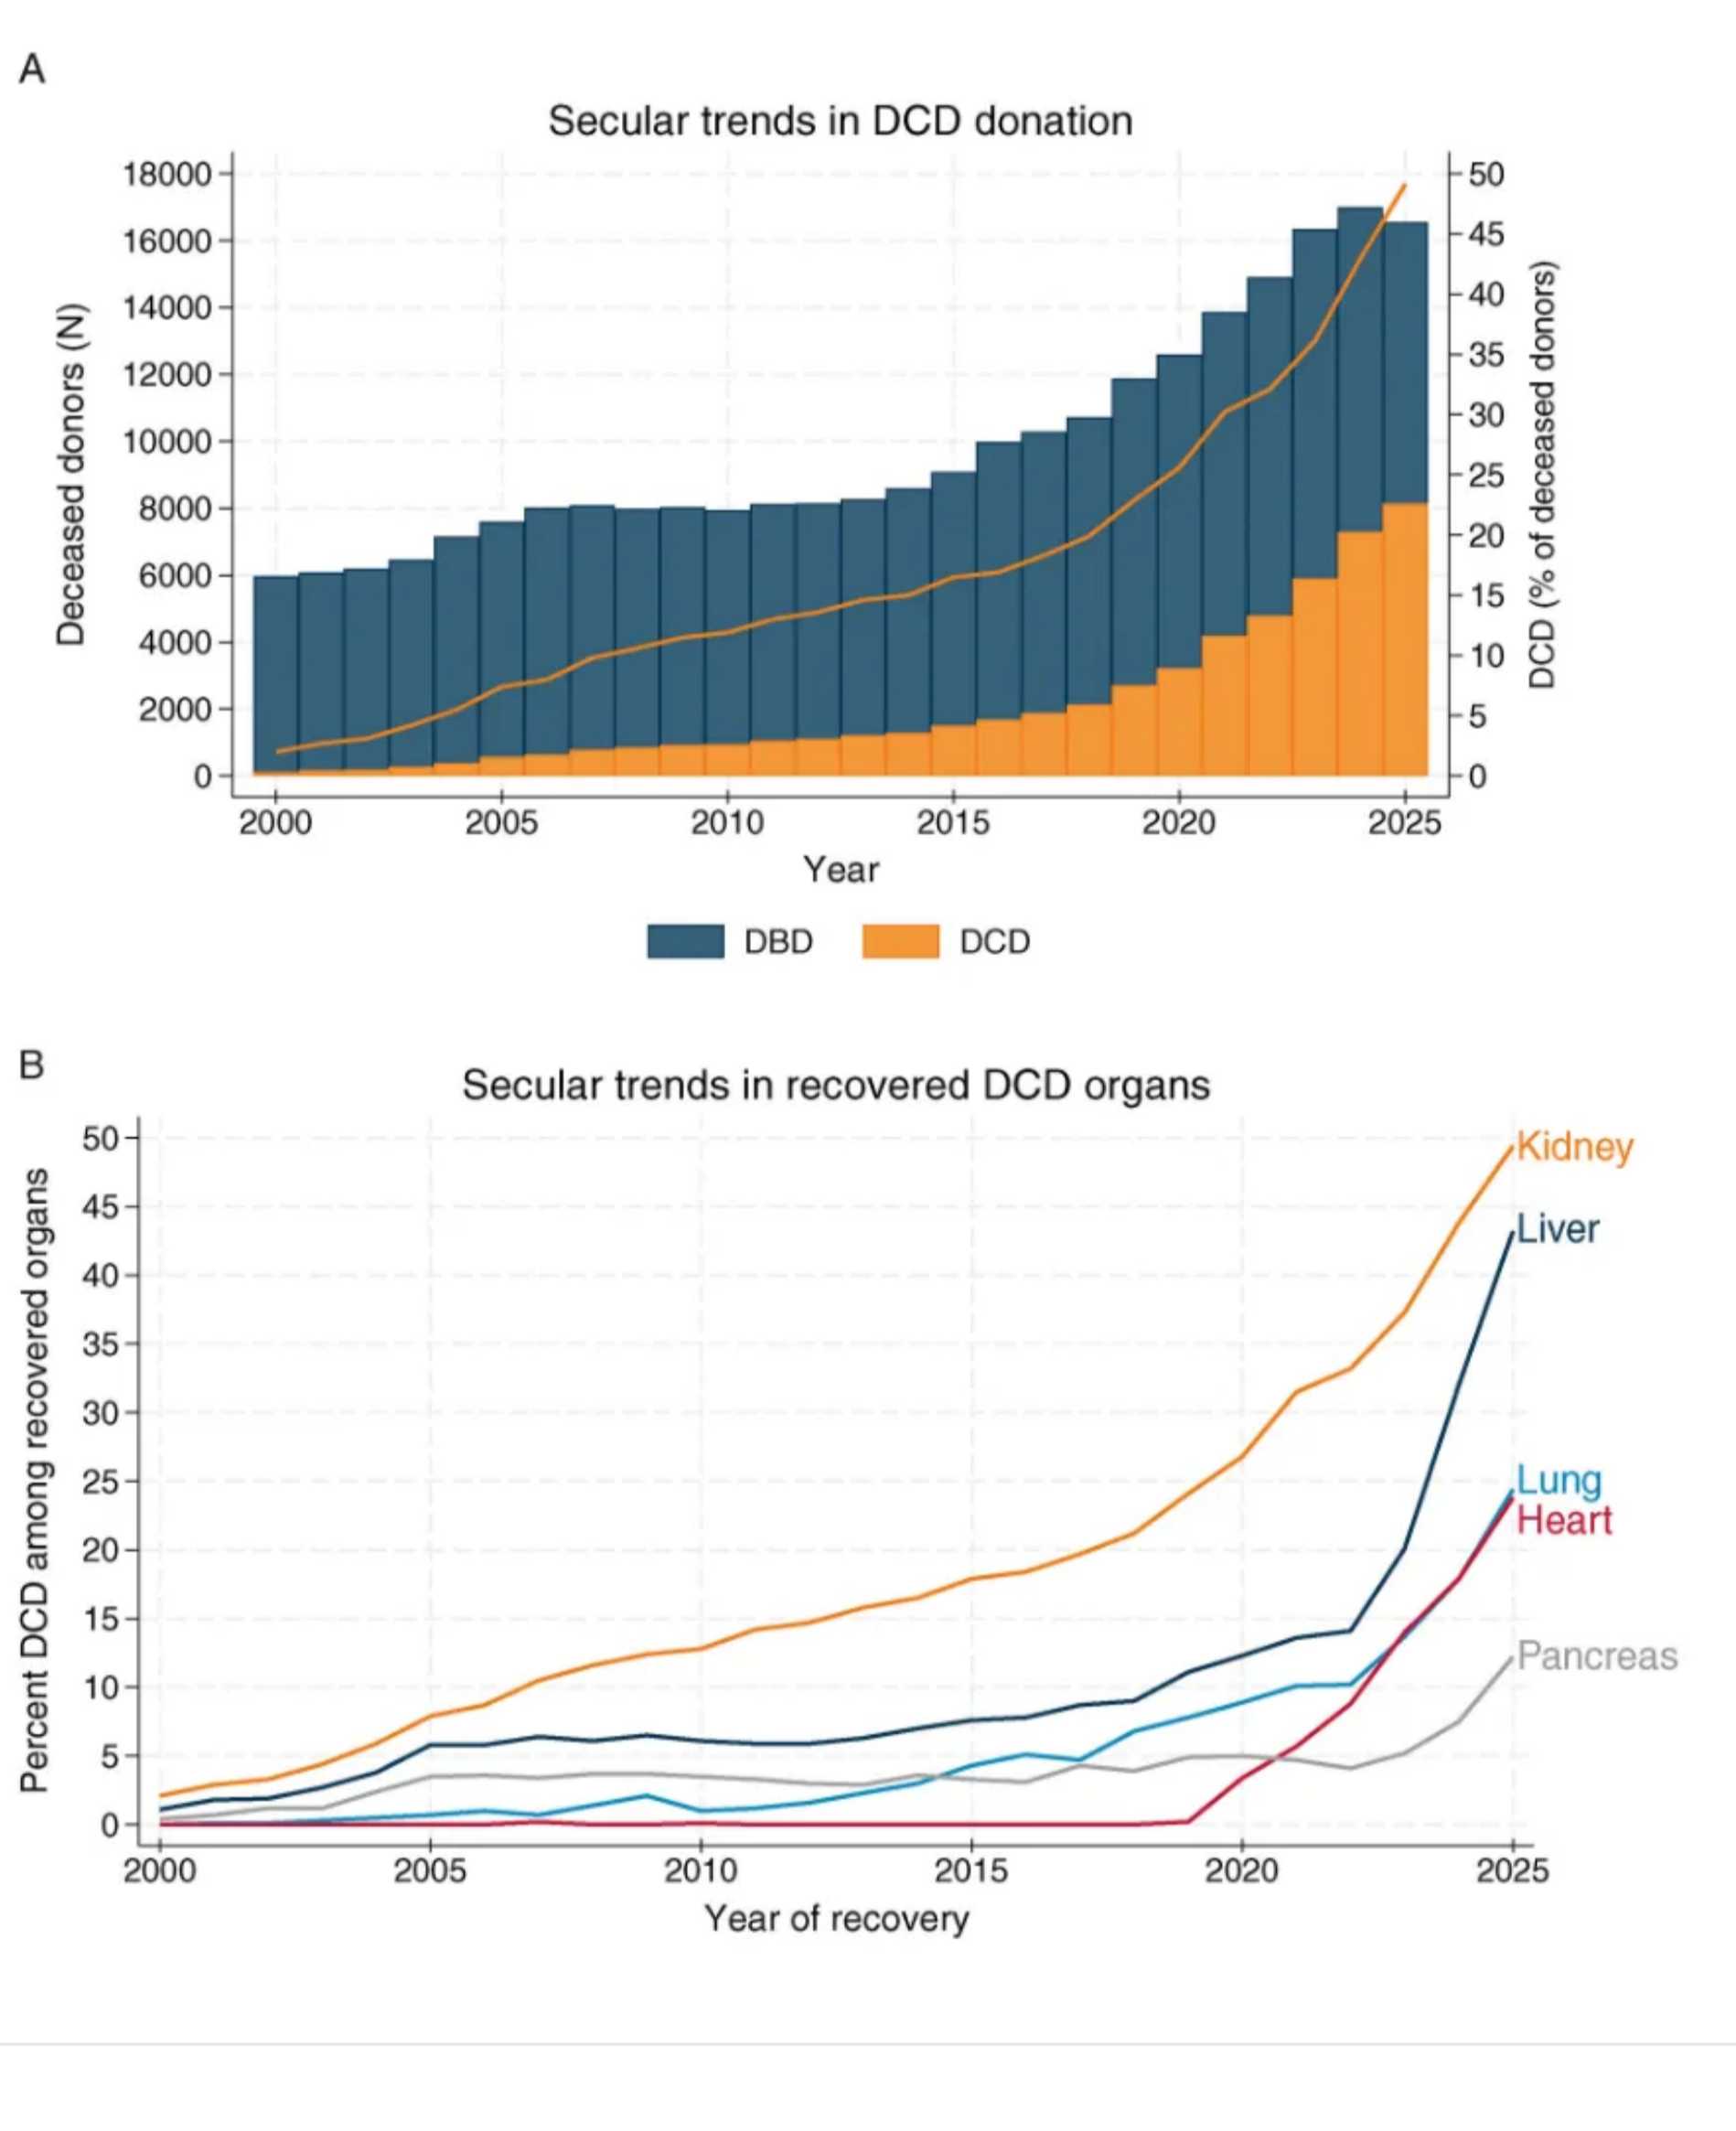 A
Secular trends in DCD donation
18000
16000
14000
12000
10000
8000
6000
4000
2000
0
Deceased donors (N)
50
45
40
35
30
25
20
15
10
5
0
DCD (% of deceased donors)
2000 2005 2010 2015 2020 2025
Year
DBD DCD
B
Secular trends in recovered DCD organs
50
45
40
35
30
25
20
15
10
5
0
Percent DCD among recovered organs
Kidney
Liver
Lung
Heart
Pancreas
2000 2005 2010 2015 2020 2025
Year of recovery